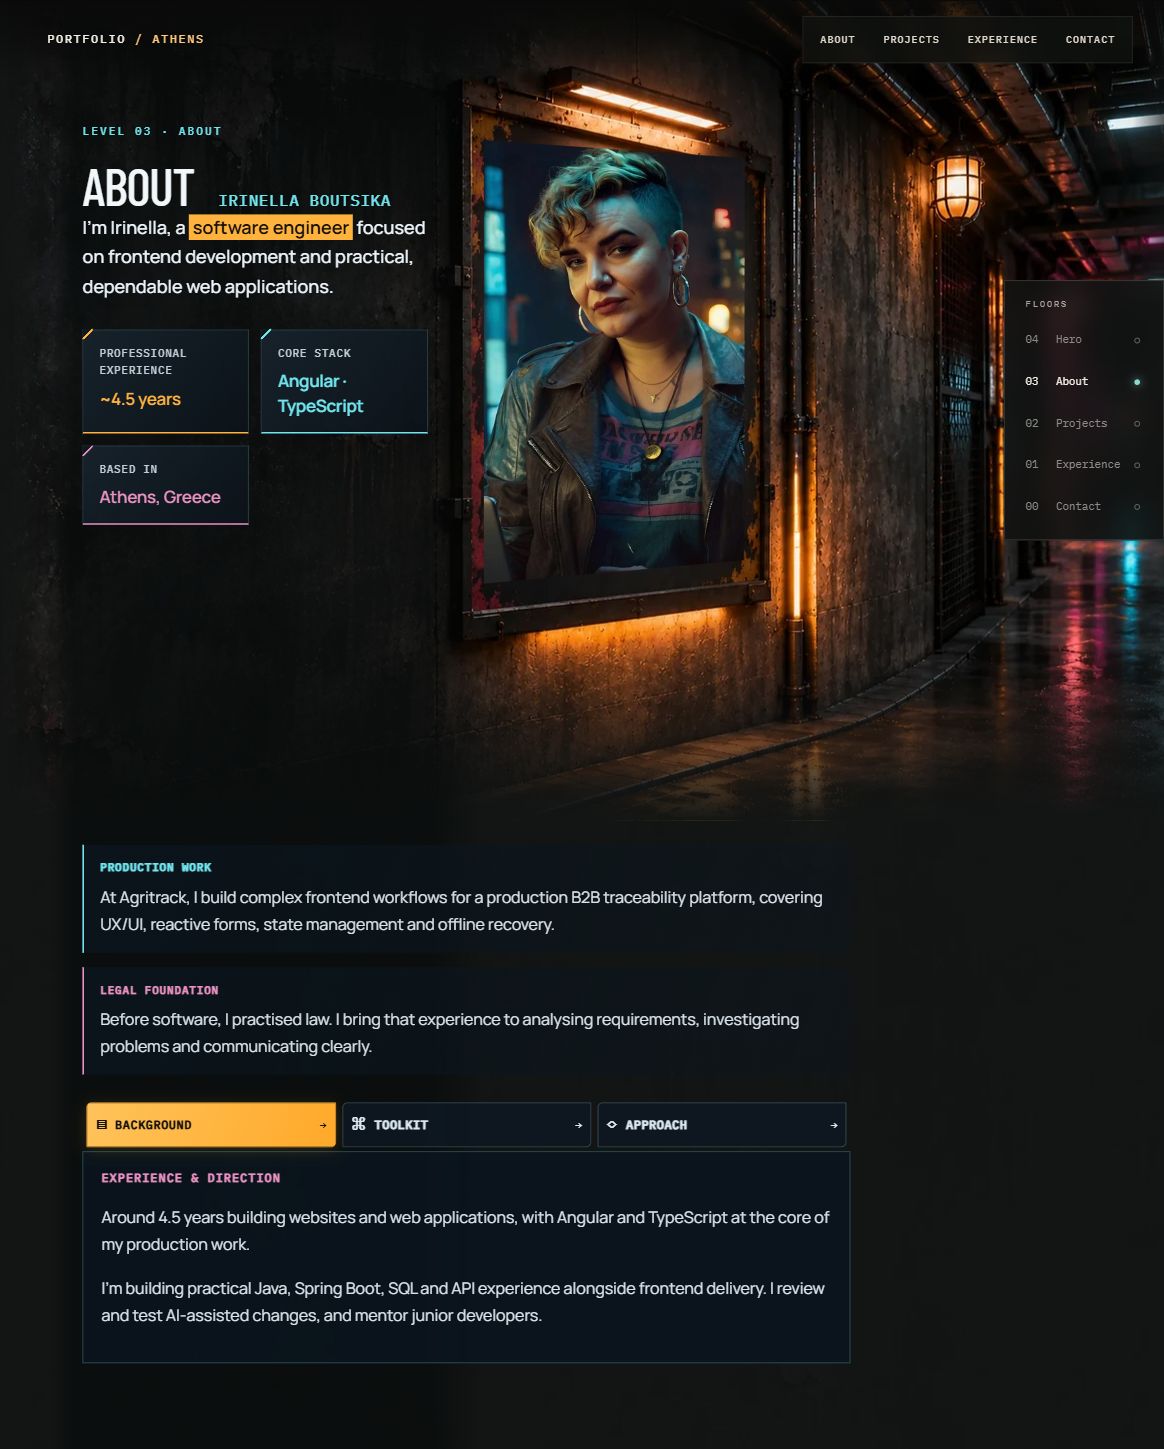 PORTFOLIO / ATHENS
ABOUT PROJECTS EXPERIENCE CONTACT
LEVEL 03 · ABOUT
ABOUT IRINELLA BOUTSIKA
I'm Irinella, a software engineer focused
on frontend development and practical,
dependable web applications.
PROFESSIONAL
EXPERIENCE
~4.5 years
CORE STACK
Angular ·
TypeScript
BASED IN
Athens, Greece
FLOORS
04 Hero
03 About
02 Projects
01 Experience
00 Contact
PRODUCTION WORK
At Agritrack, I build complex frontend workflows for a production B2B traceability platform, covering
UX/UI, reactive forms, state management and offline recovery.
LEGAL FOUNDATION
Before software, I practised law. I bring that experience to analysing requirements, investigating
problems and communicating clearly.
BACKGROUND →
⌘ TOOLKIT →
APPROACH →
EXPERIENCE & DIRECTION
Around 4.5 years building websites and web applications, with Angular and TypeScript at the core of
my production work.
I'm building practical Java, Spring Boot, SQL and API experience alongside frontend delivery. I review
and test AI-assisted changes, and mentor junior developers.